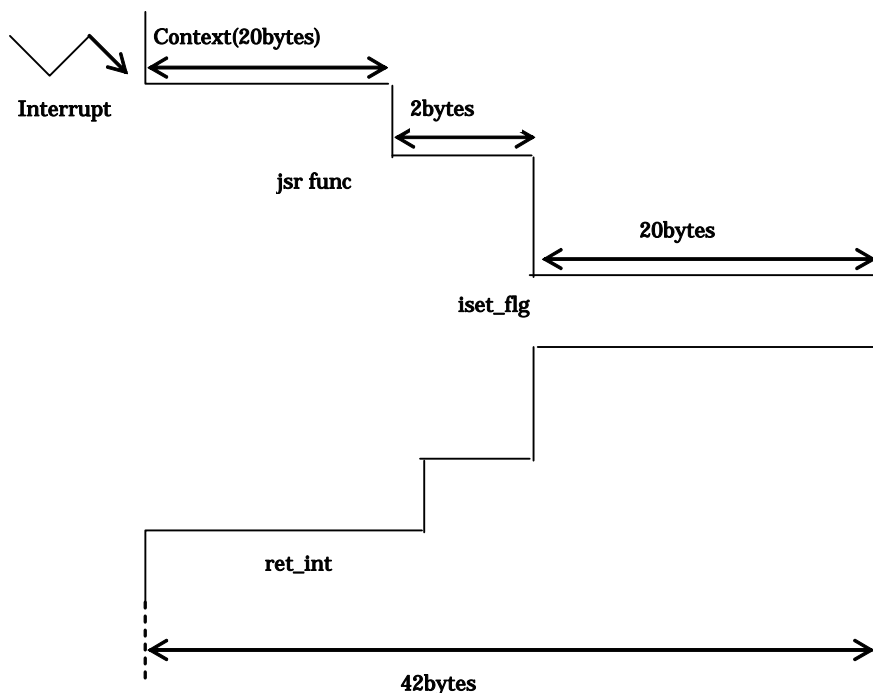 Context(20bytes)
Interrupt
2bytes
jsr func
20bytes
iset_flg
ret_int
42bytes